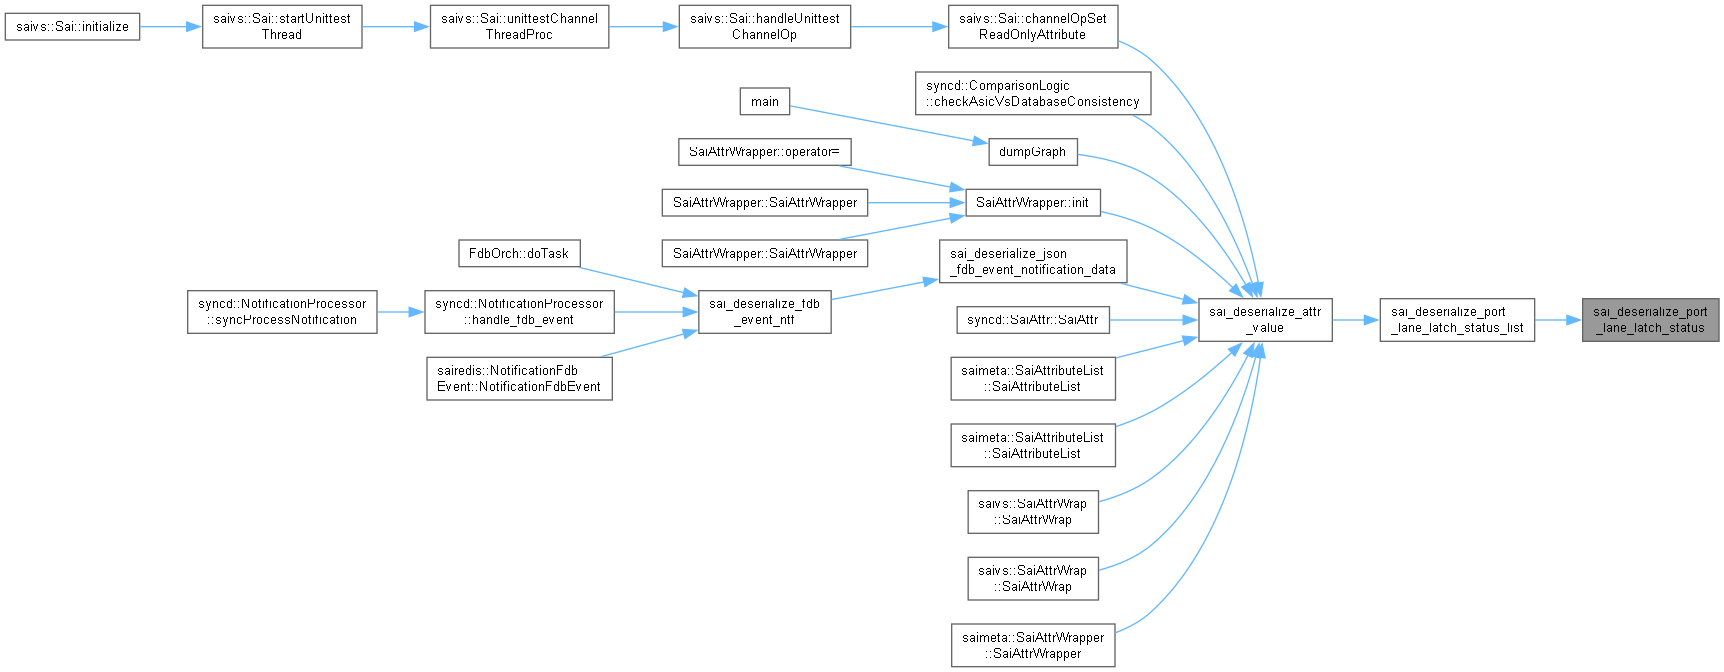 saivs::Sai::initialize
saivs::Sai::startUnittest
Thread
saivs::Sai::unittestChannel
ThreadProc
saivs::Sai::handleUnittest
ChannelOp
saivs::Sai::channelOpSet
ReadOnlyAttribute
syncd::ComparisonLogic
::checkAsicVsDatabaseConsistency
main
dumpGraph
SaiAttrWrapper::operator=
SaiAttrWrapper::SaiAttrWrapper
SaiAttrWrapper::init
SaiAttrWrapper::SaiAttrWrapper
FdbOrch::doTask
sai_deserialize_json
_fdb_event_notification_data
syncd::NotificationProcessor
::syncProcessNotification
syncd::NotificationProcessor
::handle_fdb_event
sai_deserialize_fdb
_event_ntf
sairedis::NotificationFdb
Event::NotificationFdbEvent
syncd::SaiAttr::SaiAttr
sai_deserialize_attr
_value
sai_deserialize_port
_lane_latch_status_list
sai_deserialize_port
_lane_latch_status
saimeta::SaiAttributeList
::SaiAttributeList
saimeta::SaiAttributeList
::SaiAttributeList
saivs::SaiAttrWrap
::SaiAttrWrap
saivs::SaiAttrWrap
::SaiAttrWrap
saimeta::SaiAttrWrapper
::SaiAttrWrapper